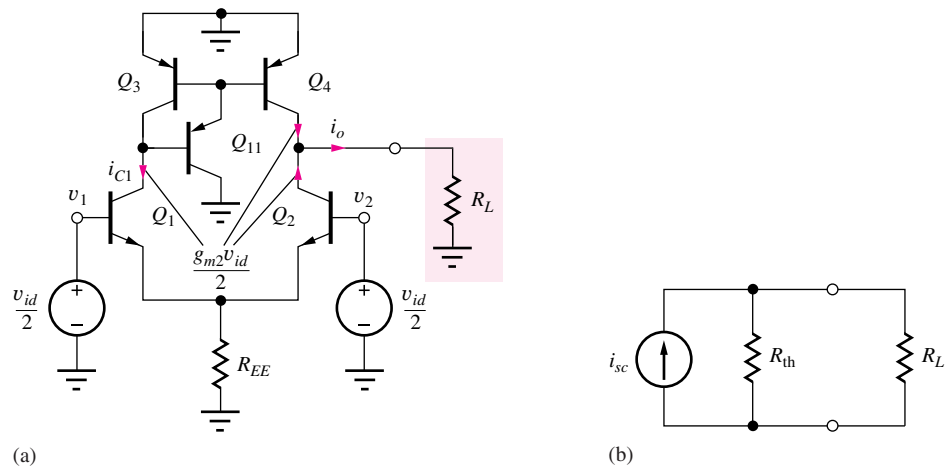 Q3
Q4
Q11
io
iC1
v1
Q1
Q2
v2
RL
gm2vid
2
+
−
vid
2
+
−
vid
2
REE
isc
Rth
RL
(a)
(b)